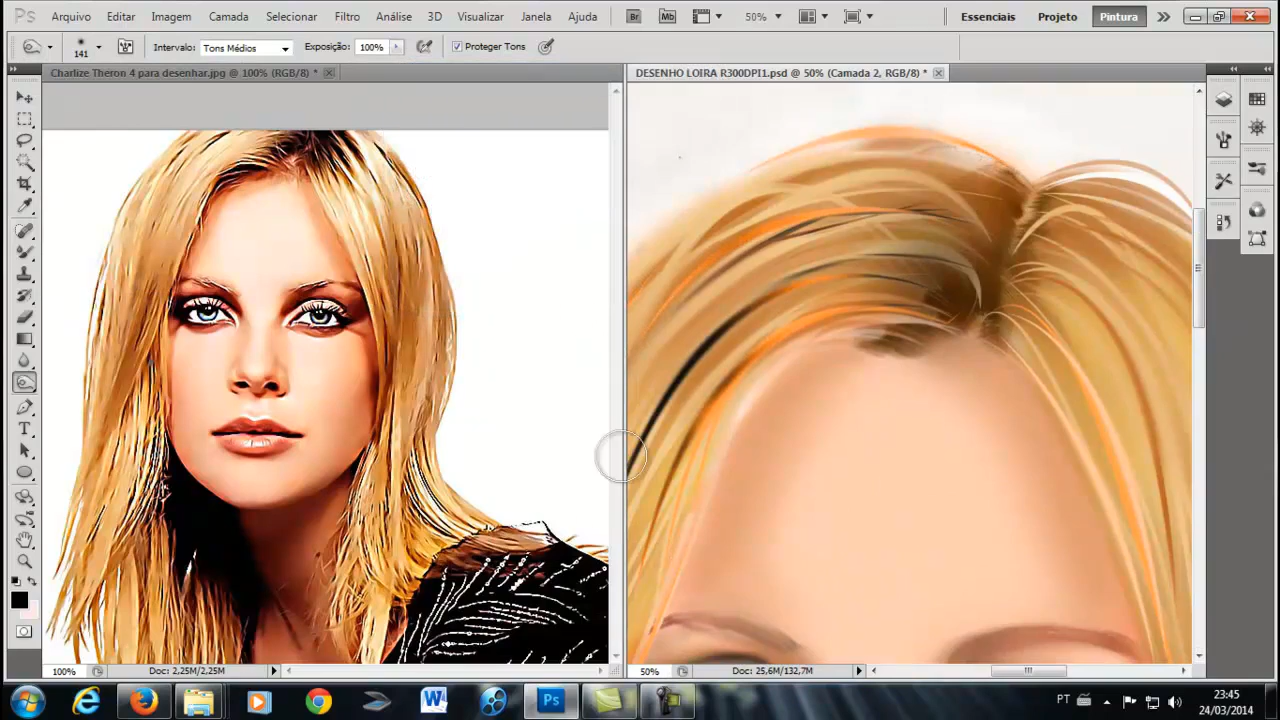 Ps Arquivo Editar Imagem Camada Selecionar Filtro Análise 3D Visualizar Janela Ajuda Br Mb 50% Essenciais Projeto Pintura
141 Intervalo: Tons Médios Exposição: 100% Proteger Tons
Charlize Theron 4 para desenhar.jpg @ 100% (RGB/8) * DESENHO LOIRA R300DPI1.psd @ 50% (Camada 2, RGB/8) *
100% Doc: 2,25M/2,25M 50% Doc: 25,6M/132,7M
Ps PT 23:45
24/03/2014